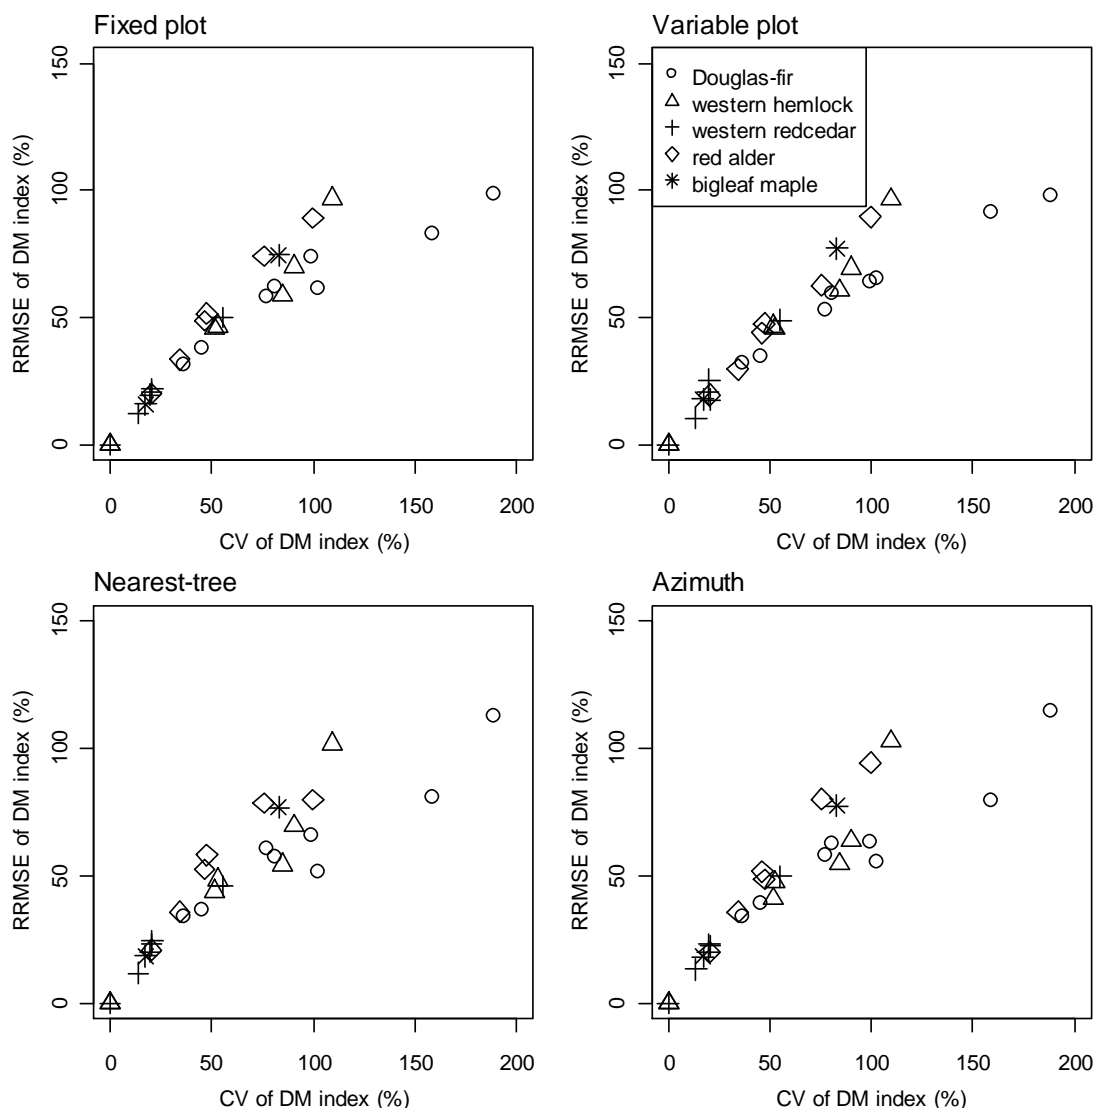 Fixed plot
150
100
50
0
RRMSE of DM index (%)
0 50 100 150 200
CV of DM index (%)
Variable plot
Douglas-fir
western hemlock
western redcedar
red alder
bigleaf maple
150
100
50
0
RRMSE of DM index (%)
0 50 100 150 200
CV of DM index (%)
Nearest-tree
150
100
50
0
RRMSE of DM index (%)
0 50 100 150 200
CV of DM index (%)
Azimuth
150
100
50
0
RRMSE of DM index (%)
0 50 100 150 200
CV of DM index (%)